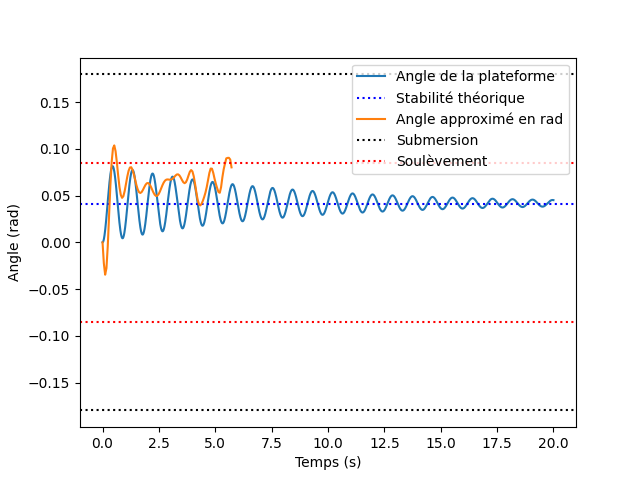 Angle de la plateforme
Stabilité théorique
Angle approximé en rad
Submersion
Soulèvement
0.15
0.10
0.05
0.00
−0.05
−0.10
−0.15
Angle (rad)
0.0 2.5 5.0 7.5 10.0 12.5 15.0 17.5 20.0
Temps (s)